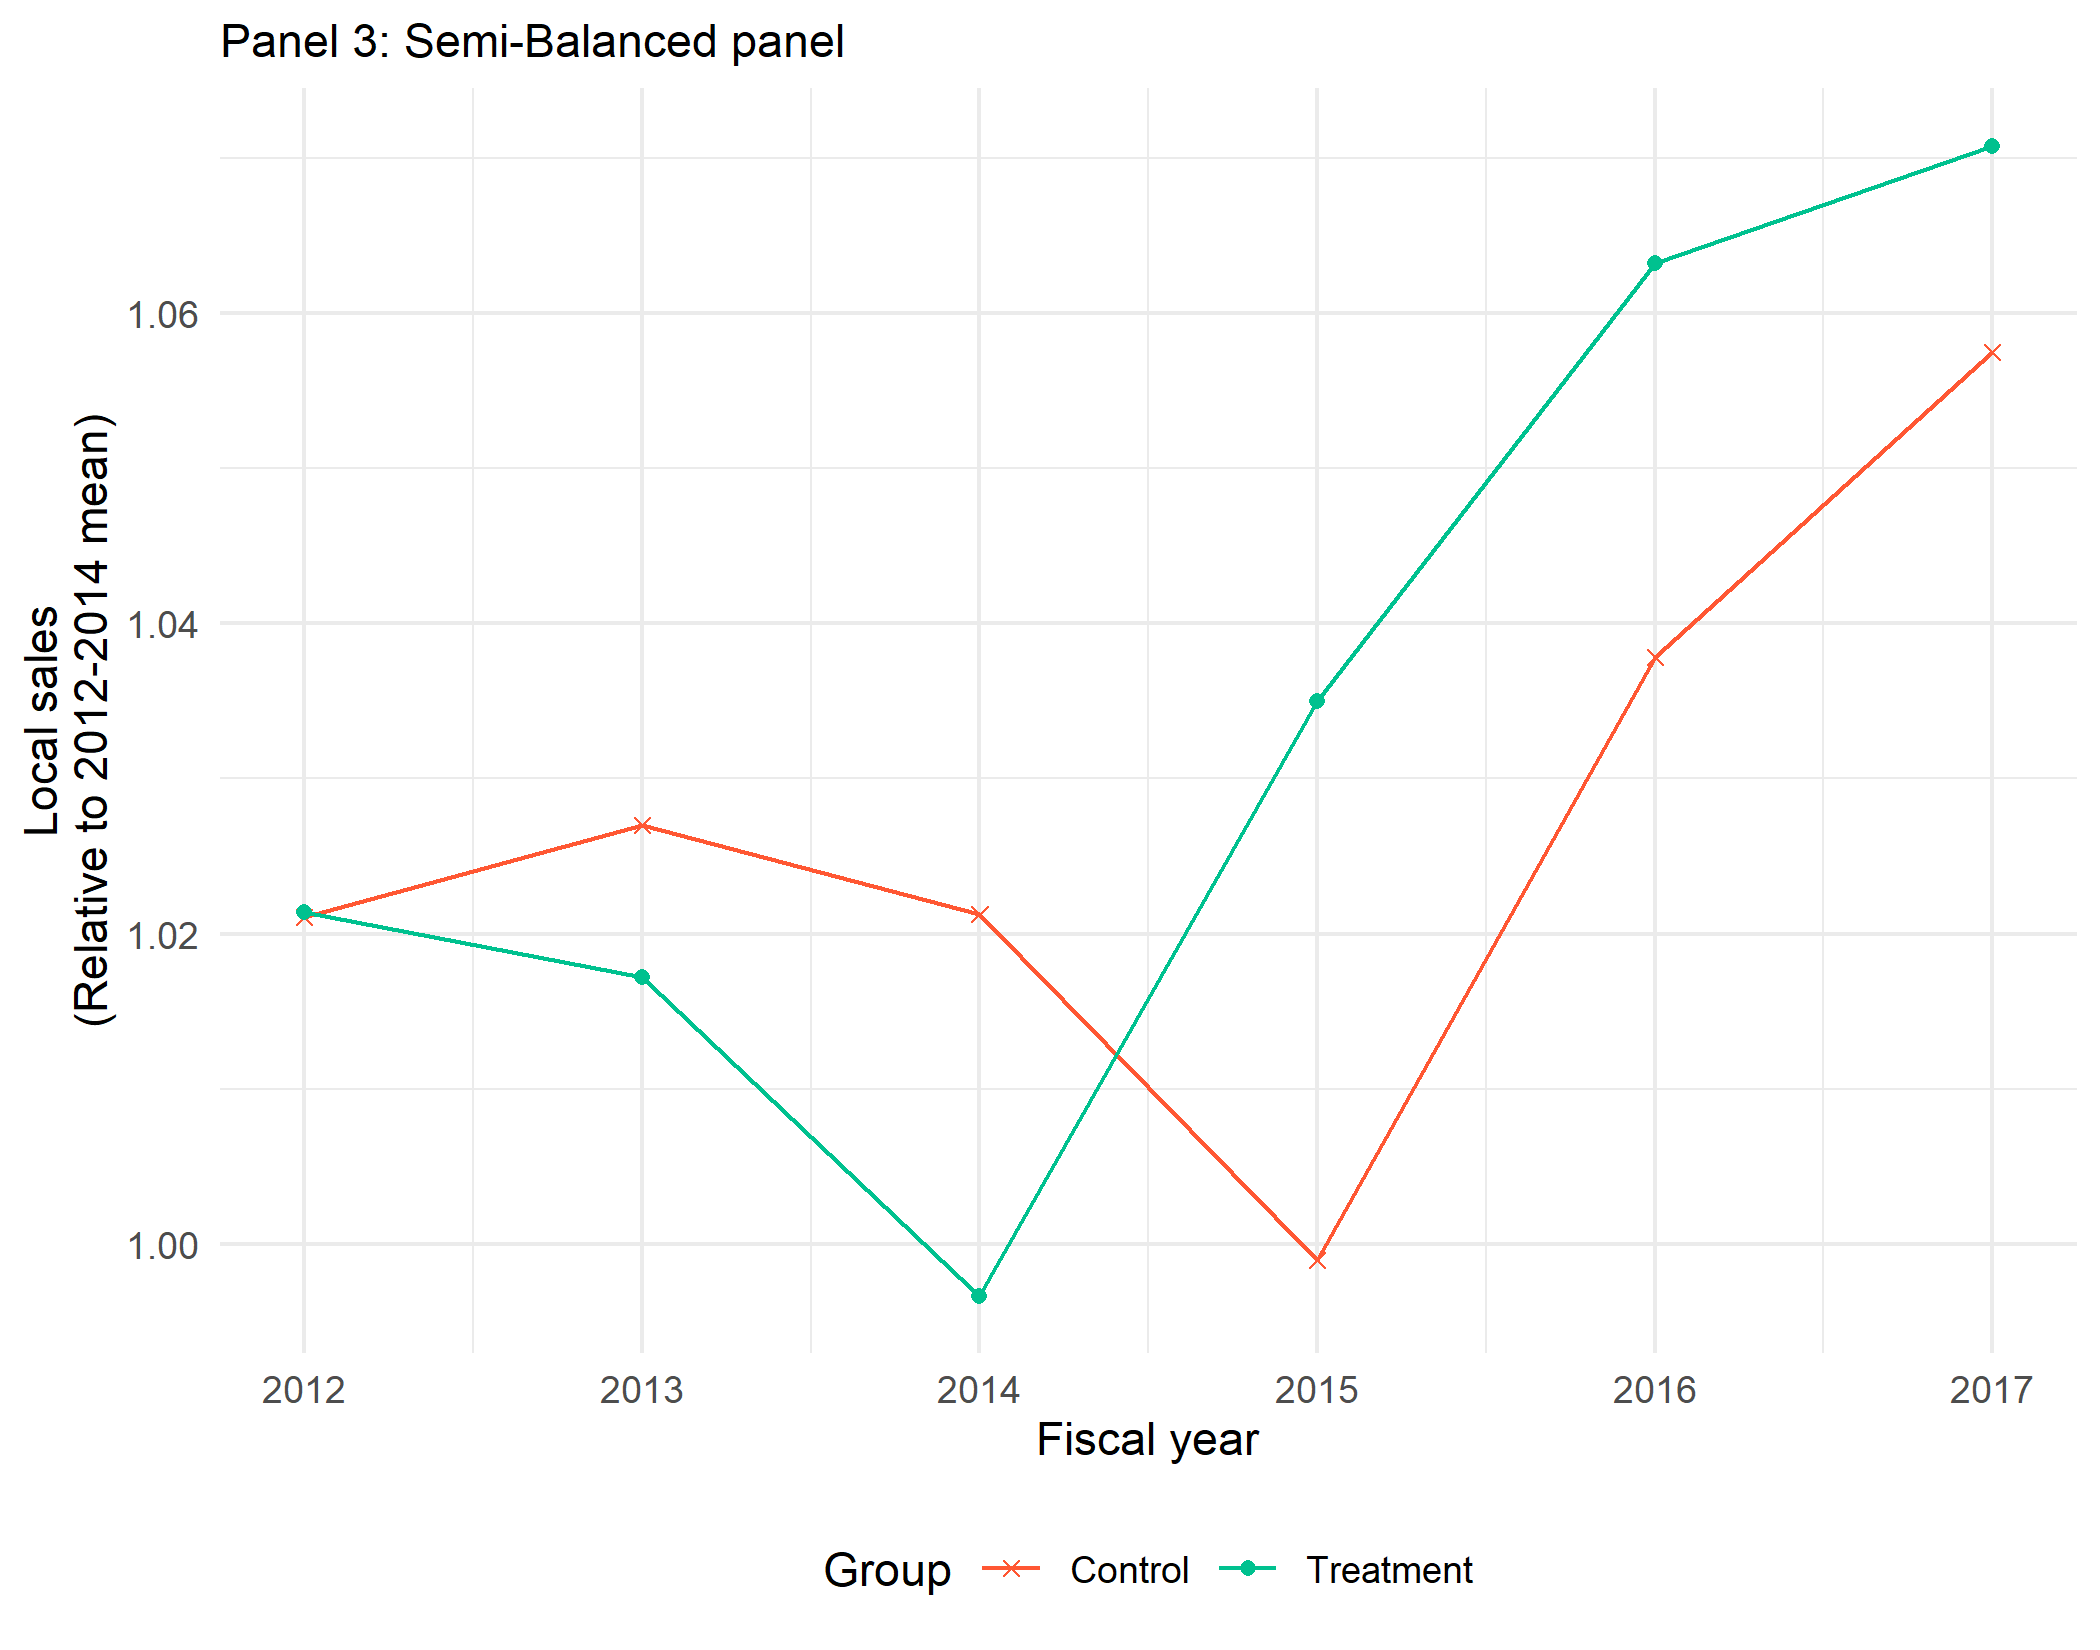 Panel 3: Semi-Balanced panel
Local sales
(Relative to 2012-2014 mean)
1.06
1.04
1.02
1.00
2012 2013 2014 2015 2016 2017
Fiscal year
Group Control Treatment